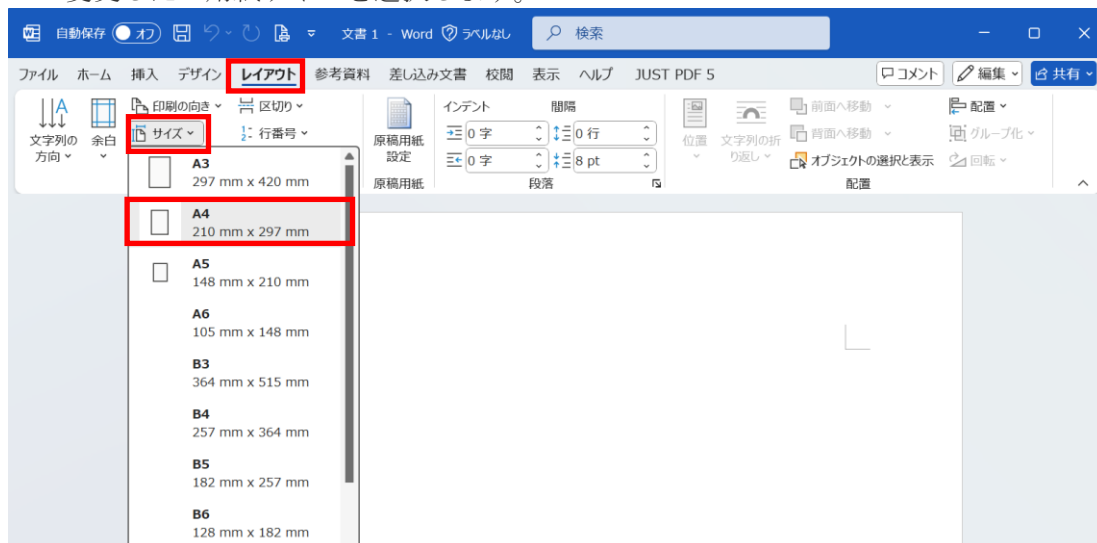 自動保存 オフ 文書 1 - Word ラベルなし 検索
ファイル ホーム 挿入 デザイン レイアウト 参考資料 差し込み文書 校閲 表示 ヘルプ JUST PDF 5 コメント 編集 共有
文字列の方向 余白 印刷の向き 区切り インデント 間隔 前面へ移動 配置
サイズ 行番号 原稿用紙設定 0 字 0 行 位置 文字列の折り返し 背面へ移動 グループ化
0 字 8 pt オブジェクトの選択と表示 回転
原稿用紙 段落 配置
A3
297 mm x 420 mm
A4
210 mm x 297 mm
A5
148 mm x 210 mm
A6
105 mm x 148 mm
B3
364 mm x 515 mm
B4
257 mm x 364 mm
B5
182 mm x 257 mm
B6
128 mm x 182 mm